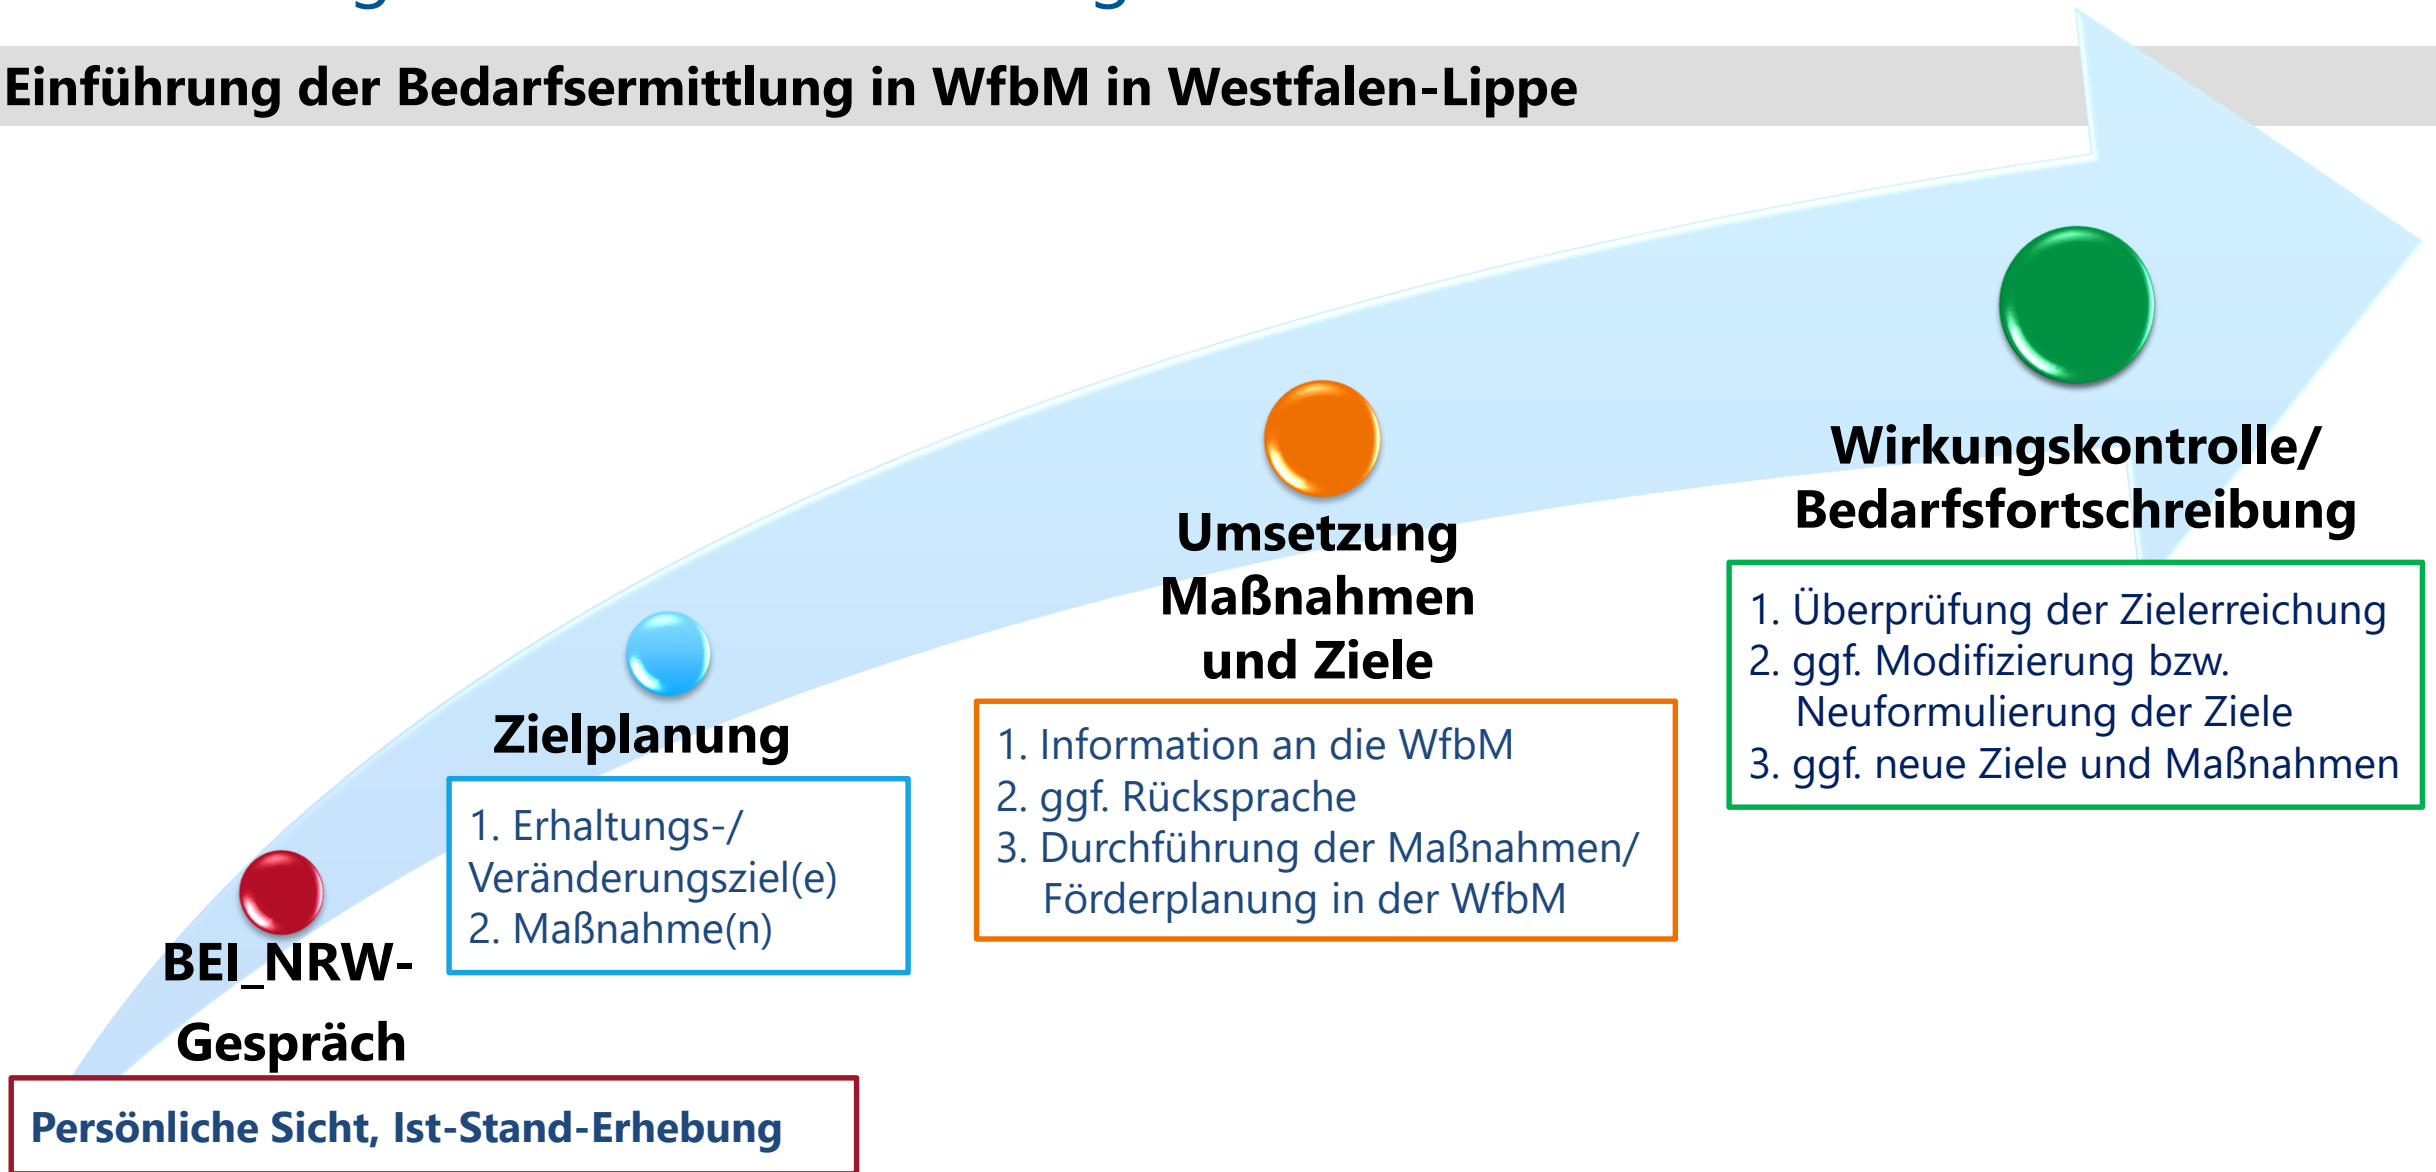 Einführung der Bedarfsermittlung in WfbM in Westfalen-Lippe
BEI_NRW-
Gespräch
Persönliche Sicht, Ist-Stand-Erhebung
Zielplanung
1. Erhaltungs-/
Veränderungsziel(e)
2. Maßnahme(n)
Umsetzung
Maßnahmen
und Ziele
1. Information an die WfbM
2. ggf. Rücksprache
3. Durchführung der Maßnahmen/
Förderplanung in der WfbM
Wirkungskontrolle/
Bedarfsfortschreibung
1. Überprüfung der Zielerreichung
2. ggf. Modifizierung bzw.
Neuformulierung der Ziele
3. ggf. neue Ziele und Maßnahmen